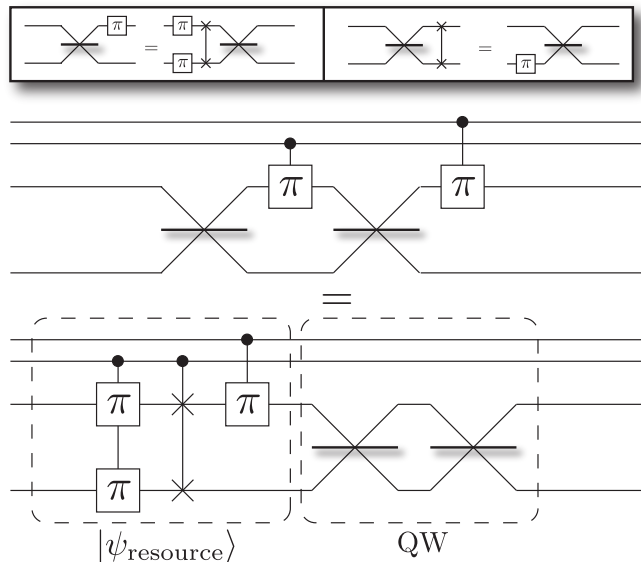 π = π π = π
π π
=
π π
π
|ψresource⟩ QW